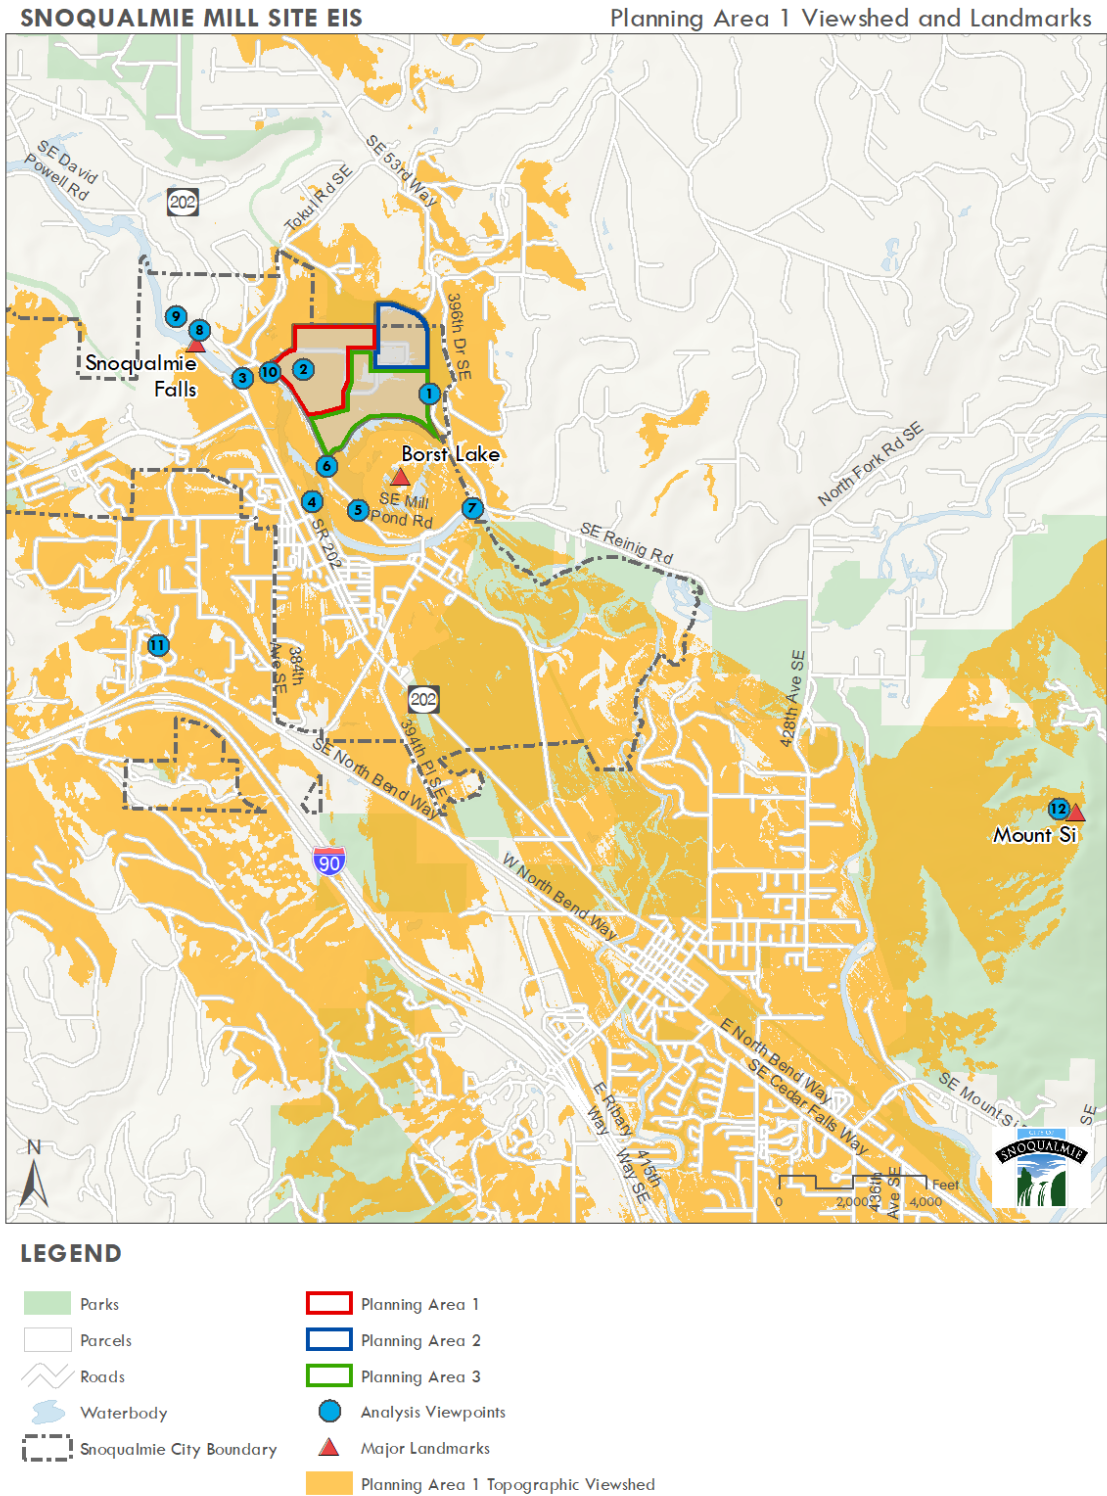 SNOQUALMIE MILL SITE EIS
Planning Area 1 Viewshed and Landmarks
SE 53rd Way
SE David
Powell Rd
202
Tokul Rd SE
396th Dr SE
9
8
Snoqualmie
Falls
3
10
2
1
Borst Lake
6
4
5
SE Mill
Pond Rd
7
SR 202
North Fork Rd SE
SE Reinig Rd
11
384th
Ave SE
202
394th Pl SE
428th Ave SE
SE North Bend Way
12
Mount Si
90
W North Bend Way
E North Bend Way
SE Cedar Falls Way
SE Mount Si
SE
E Ribary
Way
415th
Way SE
436th
Ave SE
N
0
2,000
4,000
Feet
SNOQUALMIE
LEGEND
Parks
Parcels
Roads
Waterbody
Snoqualmie City Boundary
Planning Area 1
Planning Area 2
Planning Area 3
Analysis Viewpoints
Major Landmarks
Planning Area 1 Topographic Viewshed